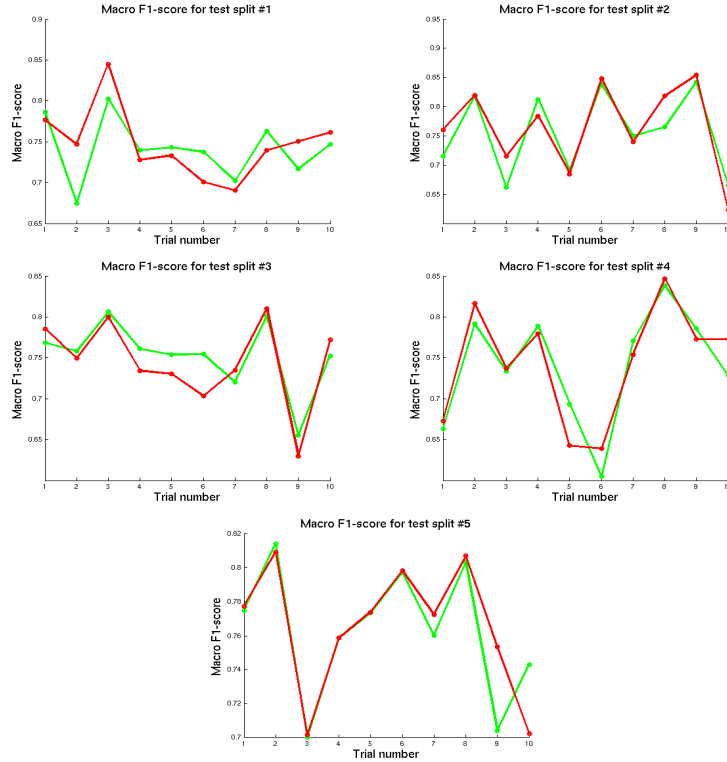 Macro F1-score for test split #1
0.9
0.85
0.8
0.75
0.7
0.65
Macro F1-score
1 2 3 4 5 6 7 8 9 10
Trial number
Macro F1-score for test split #2
0.95
0.9
0.85
0.8
0.75
0.7
0.65
Macro F1-score
1 2 3 4 5 6 7 8 9 1
Trial number
Macro F1-score for test split #3
0.85
0.8
0.75
0.7
0.65
Macro F1-score
1 2 3 4 5 6 7 8 9 10
Trial number
Macro F1-score for test split #4
0.85
0.8
0.75
0.7
0.65
Macro F1-score
1 2 3 4 5 6 7 8 9 1
Trial number
Macro F1-score for test split #5
0.82
0.8
0.78
0.76
0.74
0.72
0.7
Macro F1-score
1 2 3 4 5 6 7 8 9 10
Trial number